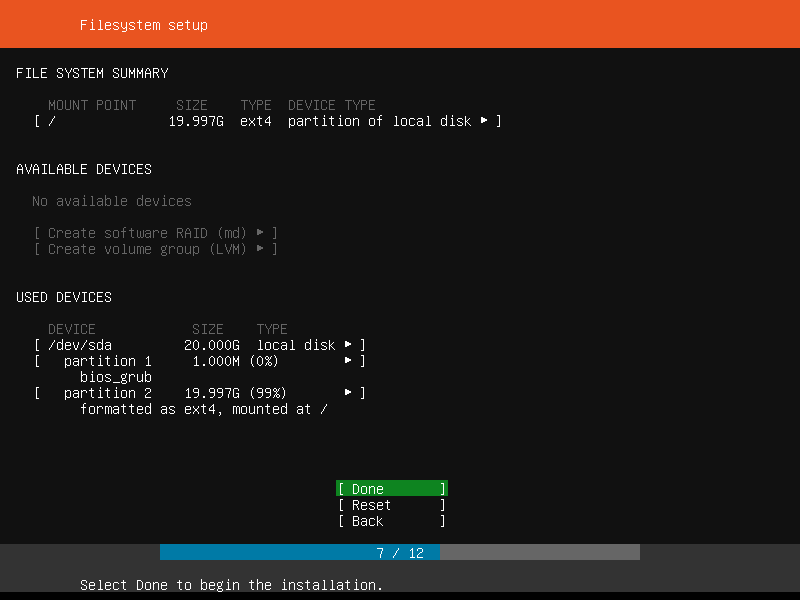 Filesystem setup
FILE SYSTEM SUMMARY
MOUNT POINT     SIZE    TYPE  DEVICE TYPE
[ /              19.997G  ext4  partition of local disk ▸ ]
AVAILABLE DEVICES
No available devices
[ Create software RAID (md) ▸ ]
[ Create volume group (LVM) ▸ ]
USED DEVICES
DEVICE            SIZE    TYPE
[ /dev/sda         20.000G  local disk ▸ ]
[   partition 1     1.000M (0%)        ▸ ]
bios_grub
[   partition 2    19.997G (99%)       ▸ ]
formatted as ext4, mounted at /
[ Done       ]
[ Reset      ]
[ Back       ]
7 / 12
Select Done to begin the installation.